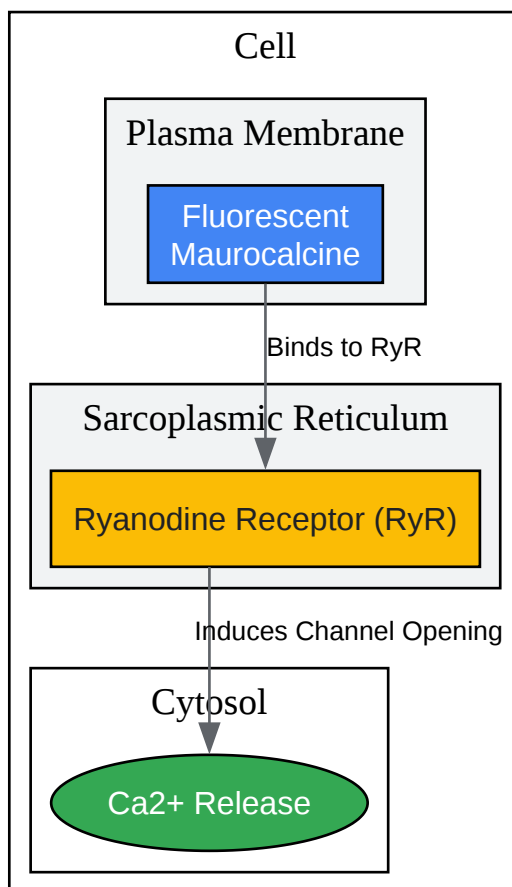 Cell
Plasma Membrane
Fluorescent
Maurocalcine
Binds to RyR
Sarcoplasmic Reticulum
Ryanodine Receptor (RyR)
Induces Channel Opening
Cytosol
Ca2+ Release